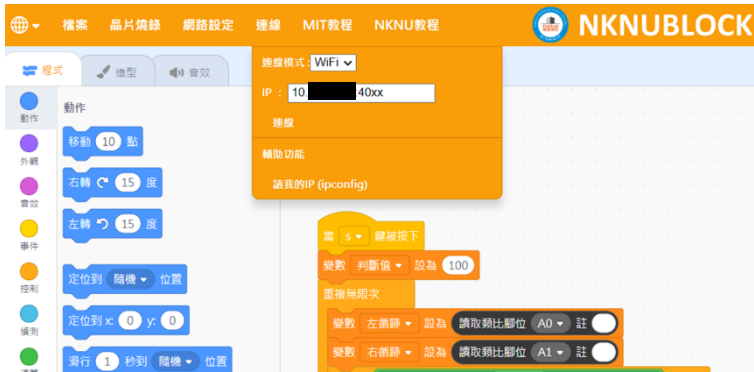 檔案 晶片燒錄 網路設定 連線 MIT教程 NKNU教程 NKNUBLOCK
程式 造型 音效
連線模式: WiFi
IP : 10. :40xx
連線
輔助功能
讀我的IP (ipconfig)
動作
外觀
音效
事件
控制
偵測
動作
移動 10 點
右轉 15 度
左轉 15 度
定位到 隨機 位置
定位到 x: 0 y: 0
滑行 1 秒到 隨機 位置
當 s 鍵被按下
變數 判斷值 設為 100
重複無限次
變數 左循跡 設為 讀取類比腳位 A0 註
變數 右循跡 設為 讀取類比腳位 A1 註